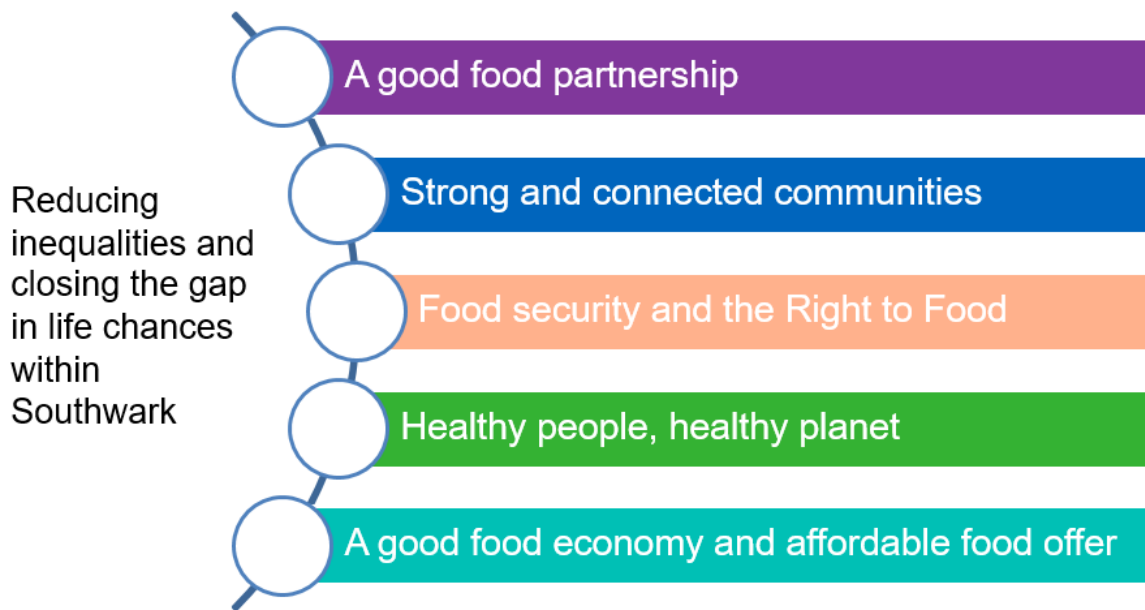 Reducing
inequalities and
closing the gap
in life chances
within
Southwark
A good food partnership
Strong and connected communities
Food security and the Right to Food
Healthy people, healthy planet
A good food economy and affordable food offer